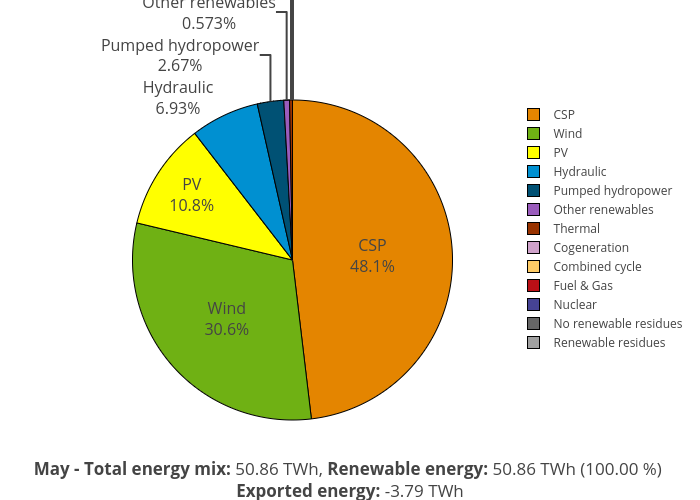 Other renewables
0.573%
Pumped hydropower
2.67%
Hydraulic
6.93%
PV
10.8%
CSP
48.1%
Wind
30.6%
CSP
Wind
PV
Hydraulic
Pumped hydropower
Other renewables
Thermal
Cogeneration
Combined cycle
Fuel & Gas
Nuclear
No renewable residues
Renewable residues
May - Total energy mix: 50.86 TWh, Renewable energy: 50.86 TWh (100.00 %)
Exported energy: -3.79 TWh